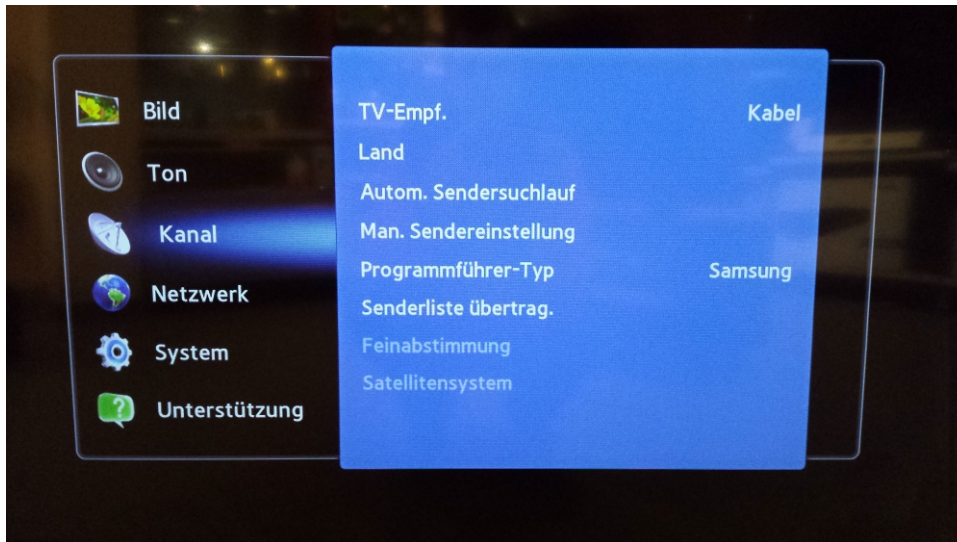 Bild
Ton
Kanal
Netzwerk
System
Unterstützung
TV-Empf. Kabel
Land
Autom. Sendersuchlauf
Man. Sendereinstellung
Programmführer-Typ Samsung
Senderliste übertrag.
Feinabstimmung
Satellitensystem
?